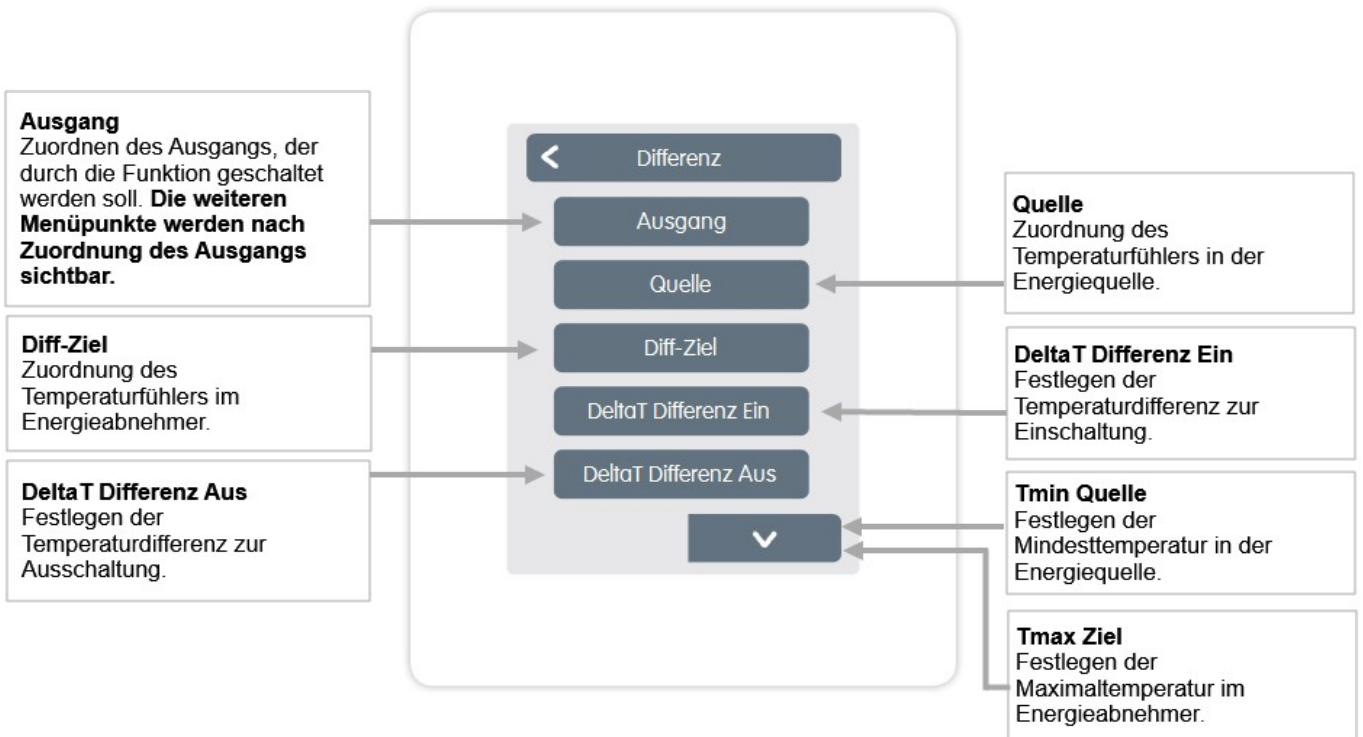 Ausgang
Zuordnen des Ausgangs, der
durch die Funktion geschaltet
werden soll. Die weiteren
Menüpunkte werden nach
Zuordnung des Ausgangs
sichtbar.
Diff-Ziel
Zuordnung des
Temperaturfühlers im
Energieabnehmer.
DeltaT Differenz Aus
Festlegen der
Temperaturdifferenz zur
Ausschaltung.
Differenz
Ausgang
Quelle
Diff-Ziel
DeltaT Differenz Ein
DeltaT Differenz Aus
Quelle
Zuordnung des
Temperaturfühlers in der
Energiequelle.
DeltaT Differenz Ein
Festlegen der
Temperaturdifferenz zur
Einschaltung.
Tmin Quelle
Festlegen der
Mindesttemperatur in der
Energiequelle.
Tmax Ziel
Festlegen der
Maximaltemperatur im
Energieabnehmer.